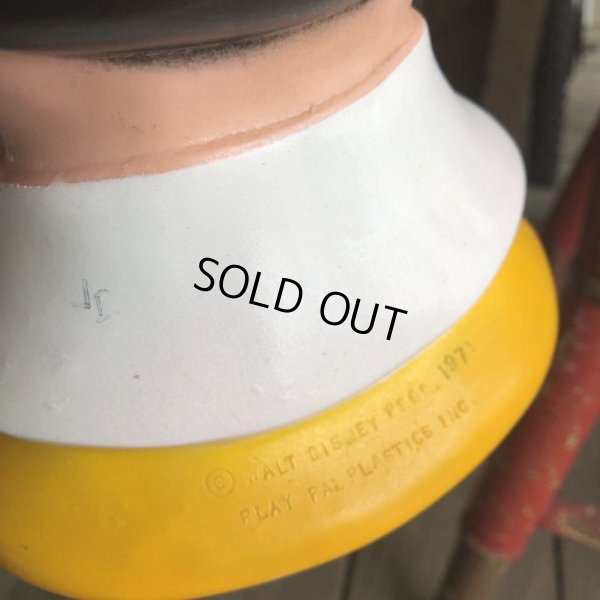 SOLD OUT
© WALT DISNEY PROD. 1971
PLAY PAL PLASTICS INC.